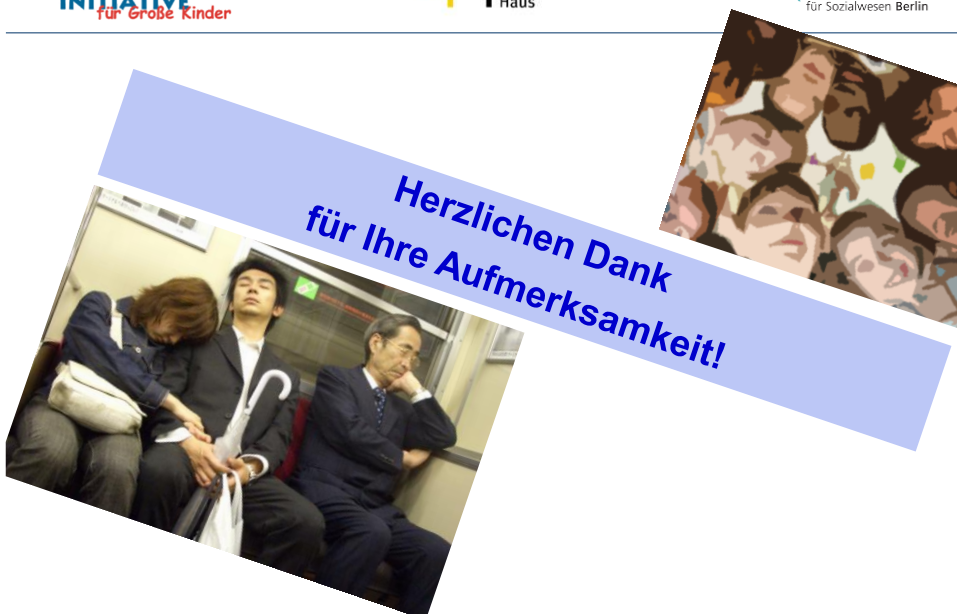 INITIATIVE
für Große Kinder
Haus
für Sozialwesen Berlin
Herzlichen Dank
für Ihre Aufmerksamkeit!